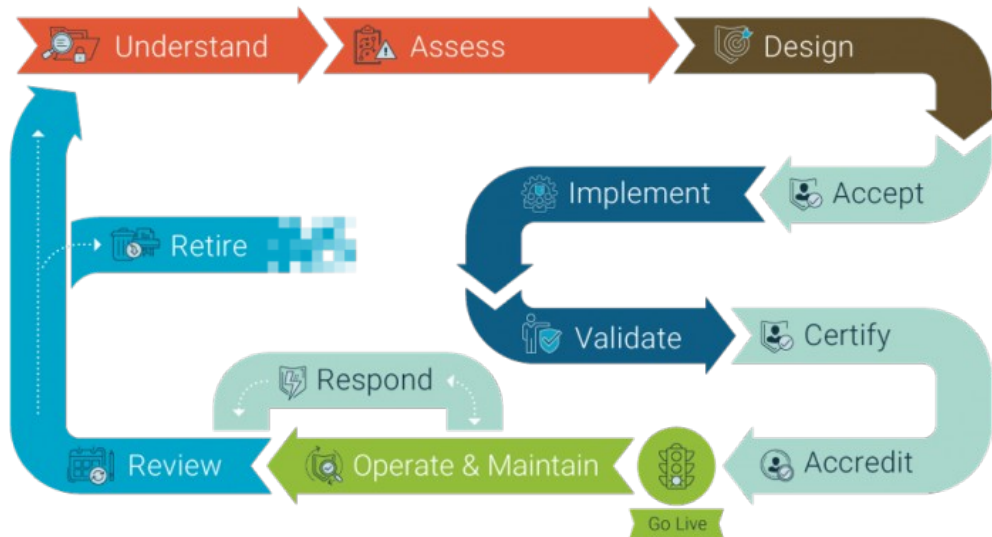 Understand
Assess
Design
Accept
Implement
Validate
Certify
Accredit
Go Live
Operate & Maintain
Respond
Review
Retire